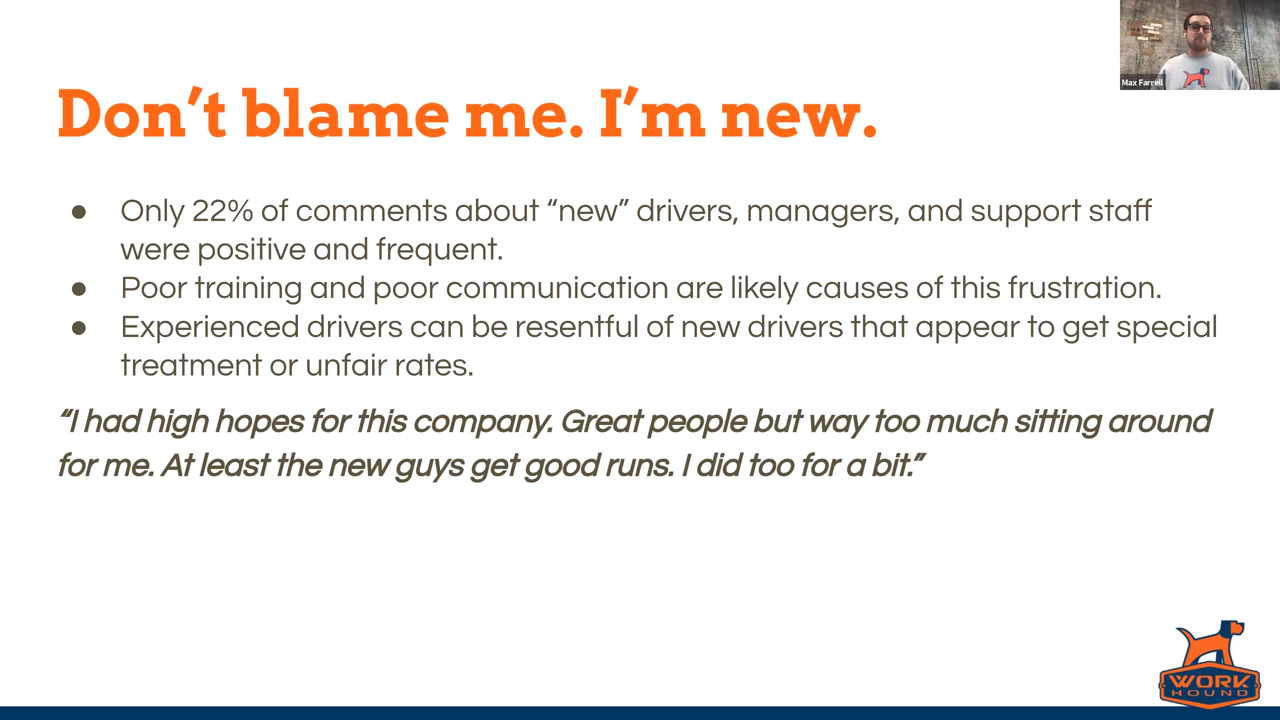 Max Farrell
Don’t blame me. I’m new.
● Only 22% of comments about “new” drivers, managers, and support staff
were positive and frequent.
● Poor training and poor communication are likely causes of this frustration.
● Experienced drivers can be resentful of new drivers that appear to get special
treatment or unfair rates.
“I had high hopes for this company. Great people but way too much sitting around
for me. At least the new guys get good runs. I did too for a bit.”
WORK
HOUND